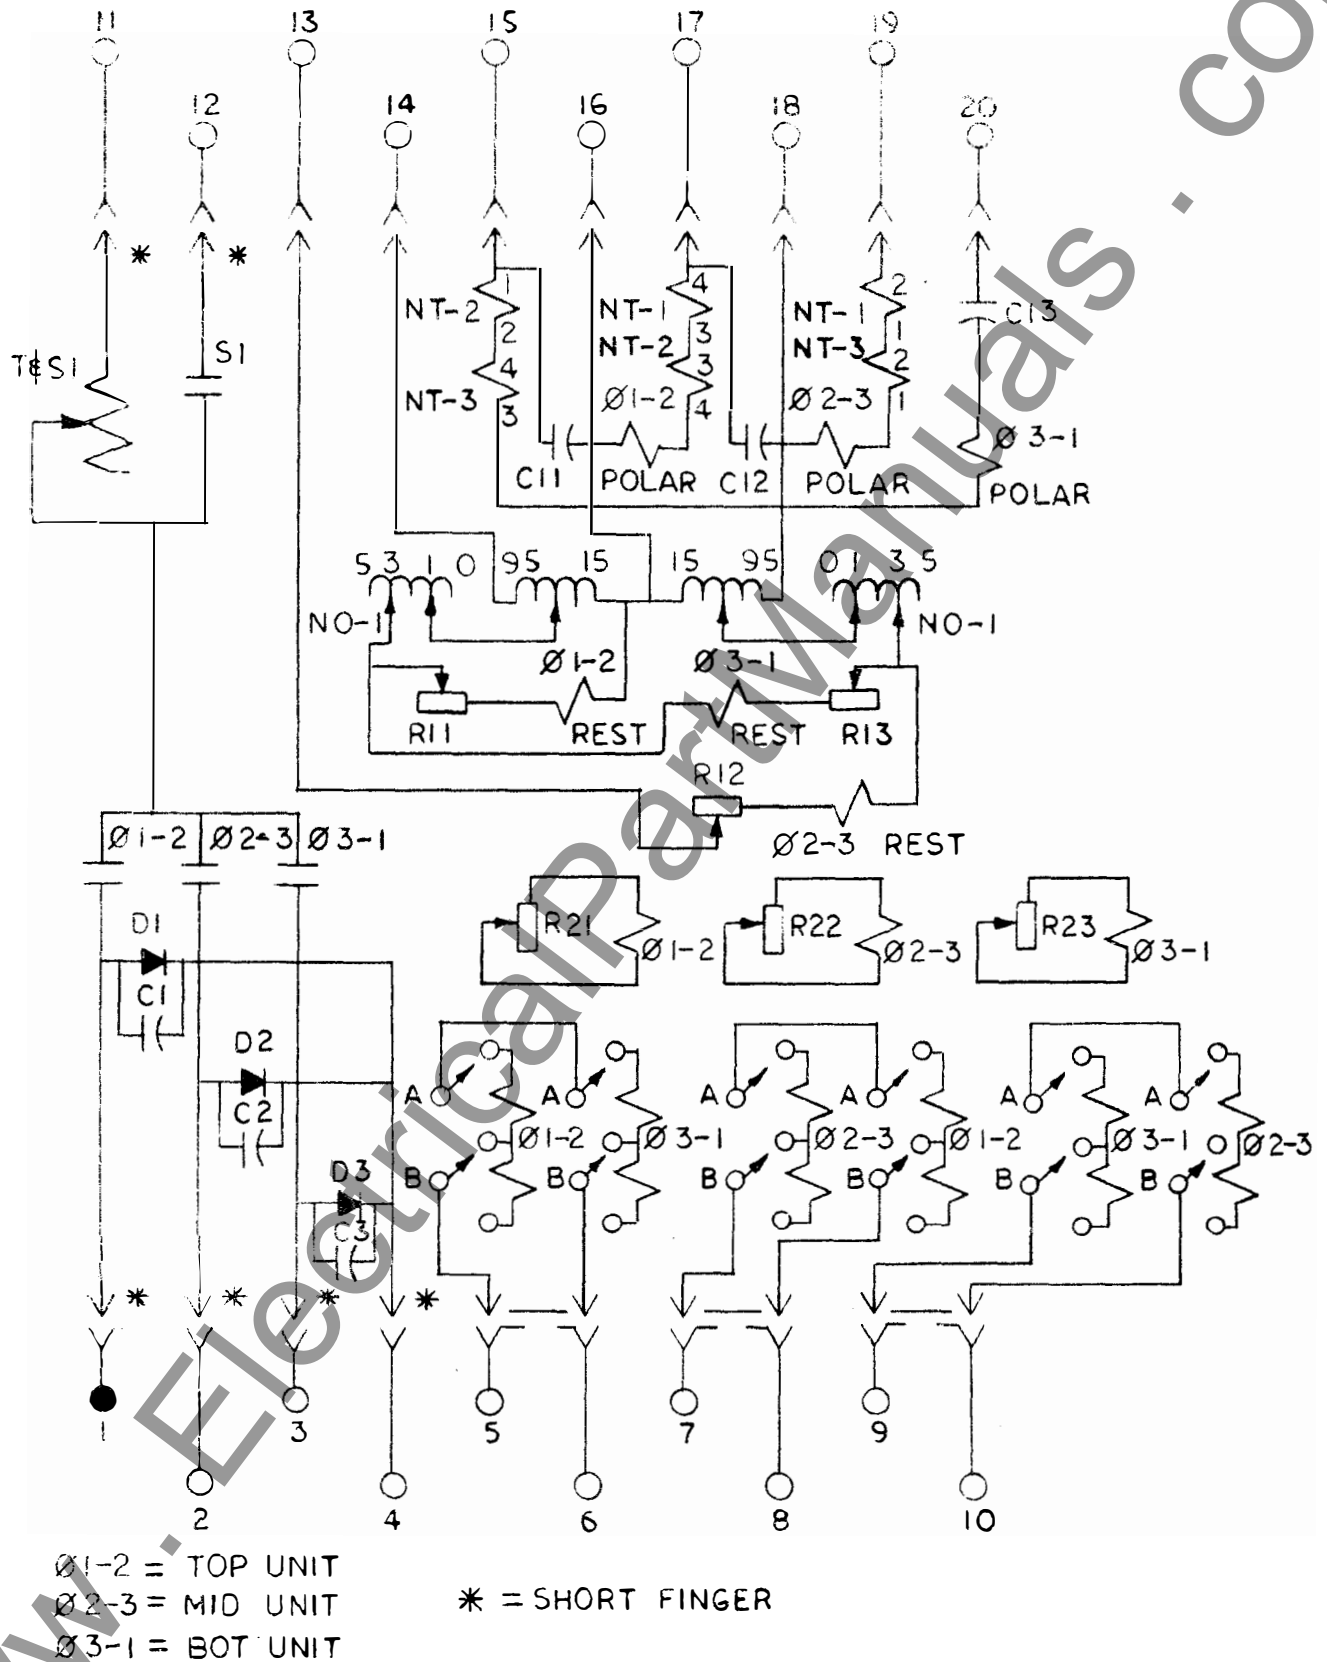 11 13 15 17 19
12 14 16 18 20
* *
NT-2 1 2
NT-3 4 3
NT-1 4 3
NT-2 3 4
NT-1 2 1
NT-3 2 1
C13
T&S1 S1
Ø1-2 Ø2-3 Ø3-1
C11 POLAR C12 POLAR POLAR
5 3 1 0 95 15 15 95 0 1 3 5
NO-1 NO-1
Ø1-2 Ø3-1
R11 REST REST R13
R12
Ø2-3 REST
Ø1-2 Ø2-3 Ø3-1
D1 R21 Ø1-2 R22 Ø2-3 R23 Ø3-1
C1
D2
C2
A A A A A A
Ø1-2 Ø3-1 Ø2-3 Ø1-2 Ø3-1 Ø2-3
D3 B B B B B B
C3
* * * *
1 3 5 7 9
2 4 6 8 10
Ø1-2 = TOP UNIT
Ø2-3 = MID UNIT
* = SHORT FINGER
Ø3-1 = BOT UNIT
www.ElectricalPartManuals.com